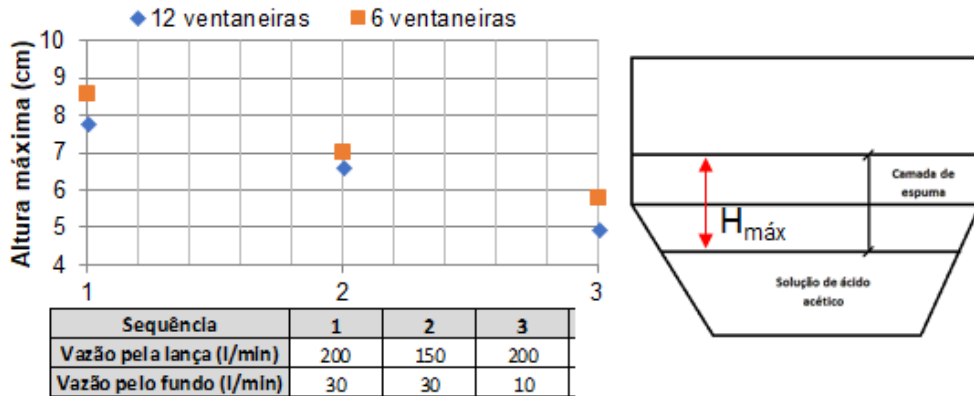 12 ventaneiras 6 ventaneiras
Altura máxima (cm)
10
9
8
7
6
5
4
1 2 3
Sequência 1 2 3
Vazão pela lança (l/min) 200 150 200
Vazão pelo fundo (l/min) 30 30 10
Camada de
espuma
Hmáx
Solução de ácido
acético